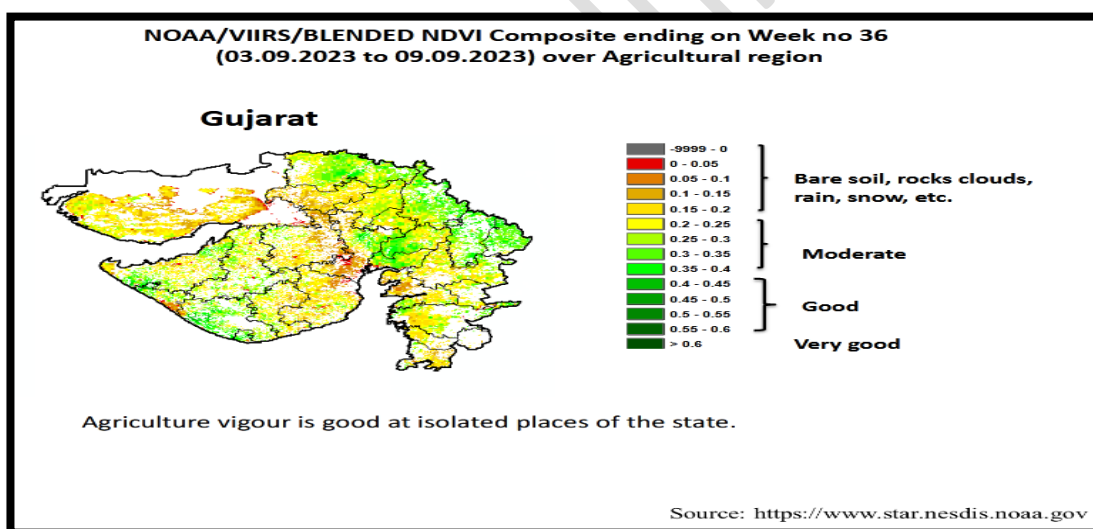 NOAA/VIIRS/BLENDED NDVI Composite ending on Week no 36
(03.09.2023 to 09.09.2023) over Agricultural region
Gujarat
-9999 - 0
0 - 0.05
0.05 - 0.1
0.1 - 0.15
0.15 - 0.2
0.2 - 0.25
0.25 - 0.3
0.3 - 0.35
0.35 - 0.4
0.4 - 0.45
0.45 - 0.5
0.5 - 0.55
0.55 - 0.6
> 0.6
Bare soil, rocks clouds,
rain, snow, etc.
Moderate
Good
Very good
Agriculture vigour is good at isolated places of the state.
Source: https://www.star.nesdis.noaa.gov